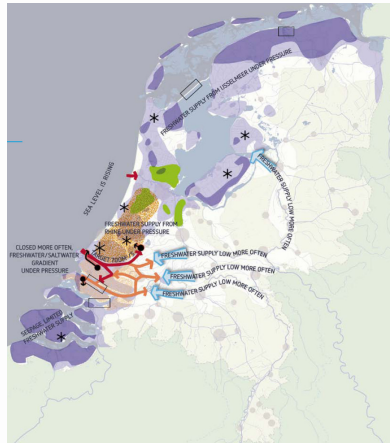 FRESHWATER SUPPLY FROM IJSSELMEER UNDER PRESSURE
SEA LEVEL IS RISING
FRESHWATER SUPPLY LOW MORE OFTEN
FRESHWATER SUPPLY FROM
RHINE UNDER PRESSURE
CLOSED MORE OFTEN,
FRESHWATER/SALTWATER
GRADIENT
UNDER PRESSURE
FRESHWATER SUPPLY LOW MORE OFTEN
FRESHWATER SUPPLY LOW MORE OFTEN
FRESHWATER SUPPLY LOW MORE OFTEN
SEEPAGE, LIMITED
FRESHWATER SUPPLY